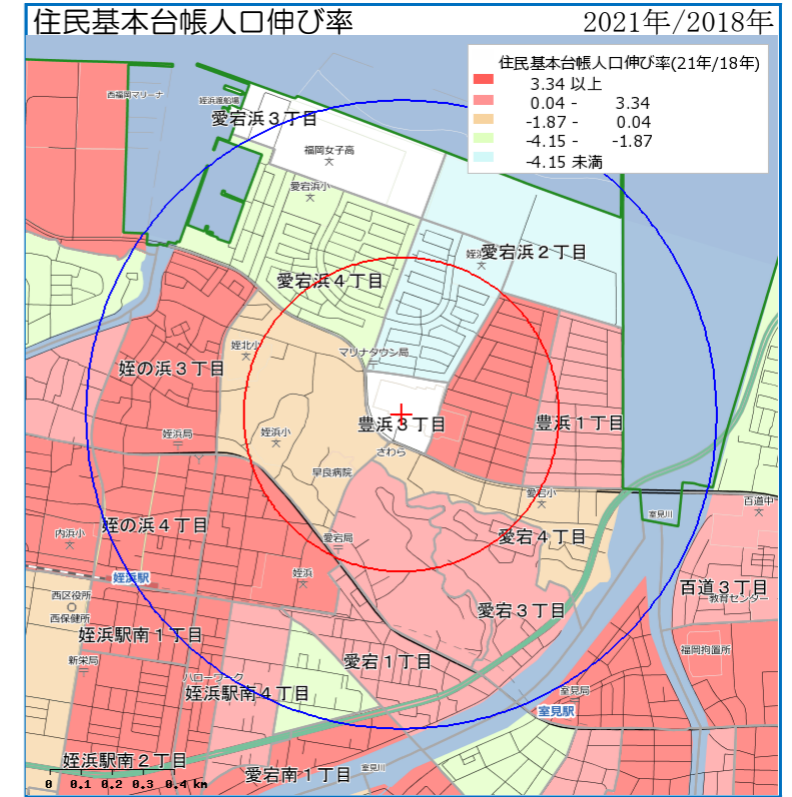 住民基本台帳人口伸び率 2021年/2018年
住民基本台帳人口伸び率(21年/18年)
3.34 以上
0.04 - 3.34
-1.87 - 0.04
-4.15 - -1.87
-4.15 未満
西福岡マリーナ
姪浜渡船場
愛宕浜3丁目
福岡女子高
愛宕浜小
愛宕浜2丁目
愛宕浜4丁目
姪北小
マリナタウン局
姪の浜3丁目
豊浜3丁目
豊浜1丁目
姪浜小
姪浜局
さわら
早良病院
愛宕小
百道中
室見川
姪の浜4丁目
内浜小
愛宕局
愛宕4丁目
姪浜
姪浜駅
百道3丁目
教育センター
西区役所
西保健所
愛宕3丁目
姪浜駅南1丁目
福岡拘置所
新栄局
愛宕1丁目
ハローワーク
姪浜駅南4丁目
室見局
室見駅
姪浜駅南2丁目
愛宕南1丁目
室見川
0 0.1 0.2 0.3 0.4 km